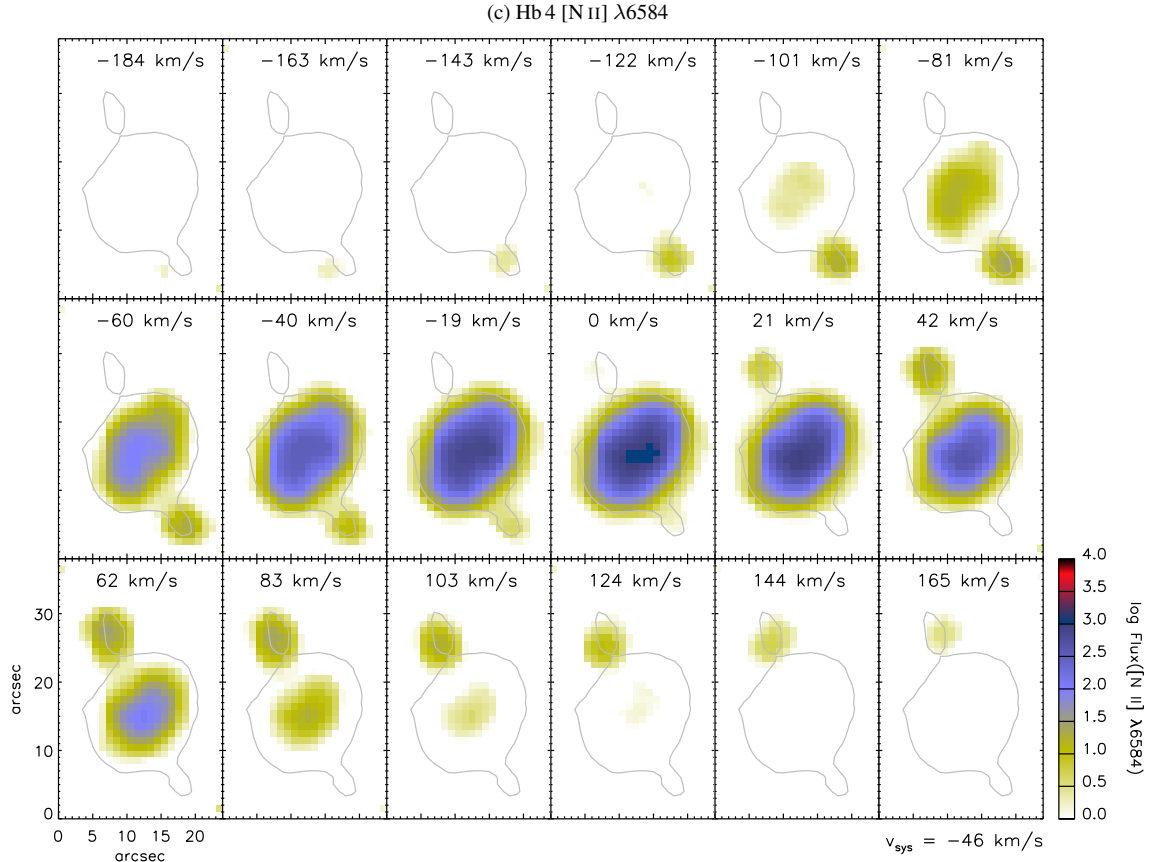 (c) Hb 4 [N II] λ6584
−184 km/s −163 km/s −143 km/s −122 km/s −101 km/s −81 km/s
−60 km/s −40 km/s −19 km/s 0 km/s 21 km/s 42 km/s
62 km/s 83 km/s 103 km/s 124 km/s 144 km/s 165 km/s
30
20
10
0
arcsec
0 5 10 15 20
arcsec
4.0
3.5
3.0
2.5
2.0
1.5
1.0
0.5
0.0
log Flux([N II] λ6584)
vsys = −46 km/s